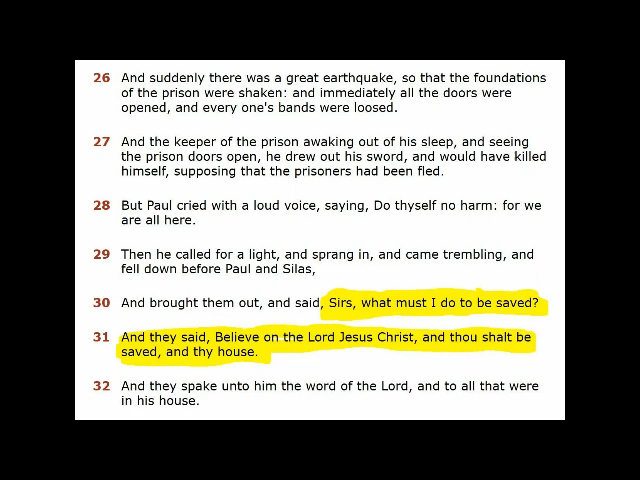 26 And suddenly there was a great earthquake, so that the foundations
of the prison were shaken: and immediately all the doors were
opened, and every one's bands were loosed.
27 And the keeper of the prison awaking out of his sleep, and seeing
the prison doors open, he drew out his sword, and would have killed
himself, supposing that the prisoners had been fled.
28 But Paul cried with a loud voice, saying, Do thyself no harm: for we
are all here.
29 Then he called for a light, and sprang in, and came trembling, and
fell down before Paul and Silas,
30 And brought them out, and said, Sirs, what must I do to be saved?
31 And they said, Believe on the Lord Jesus Christ, and thou shalt be
saved, and thy house.
32 And they spake unto him the word of the Lord, and to all that were
in his house.